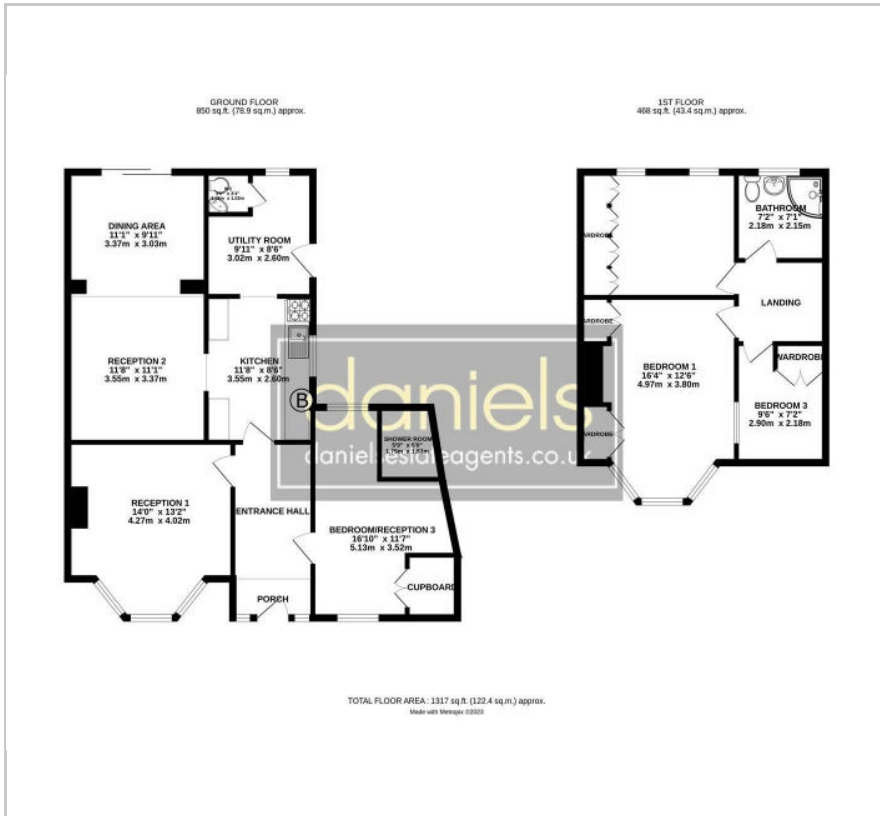 GROUND FLOOR
850 sq.ft. (78.9 sq.m.) approx.
1ST FLOOR
468 sq.ft. (43.4 sq.m.) approx.
DINING AREA
11'1" x 9'11"
3.37m x 3.03m
UTILITY ROOM
9'11" x 8'6"
3.02m x 2.60m
RECEPTION 2
11'8" x 11'1"
3.55m x 3.37m
KITCHEN
11'8" x 8'6"
3.55m x 2.60m
B
RECEPTION 1
14'0" x 13'2"
4.27m x 4.02m
ENTRANCE HALL
PORCH
SHOWER ROOM
BEDROOM/RECEPTION 3
16'10" x 11'7"
5.13m x 3.52m
CUPBOARD
BATHROOM
7'2" x 7'1"
2.18m x 2.15m
ARDROBE
LANDING
ARDROBE
BEDROOM 1
16'4" x 12'6"
4.97m x 3.80m
ARDROBE
WARDROBE
BEDROOM 3
9'6" x 7'2"
2.90m x 2.18m
daniels
danielsestateagents.co.uk
TOTAL FLOOR AREA : 1317 sq.ft. (122.4 sq.m.) approx.
Made with Metropix ©2023